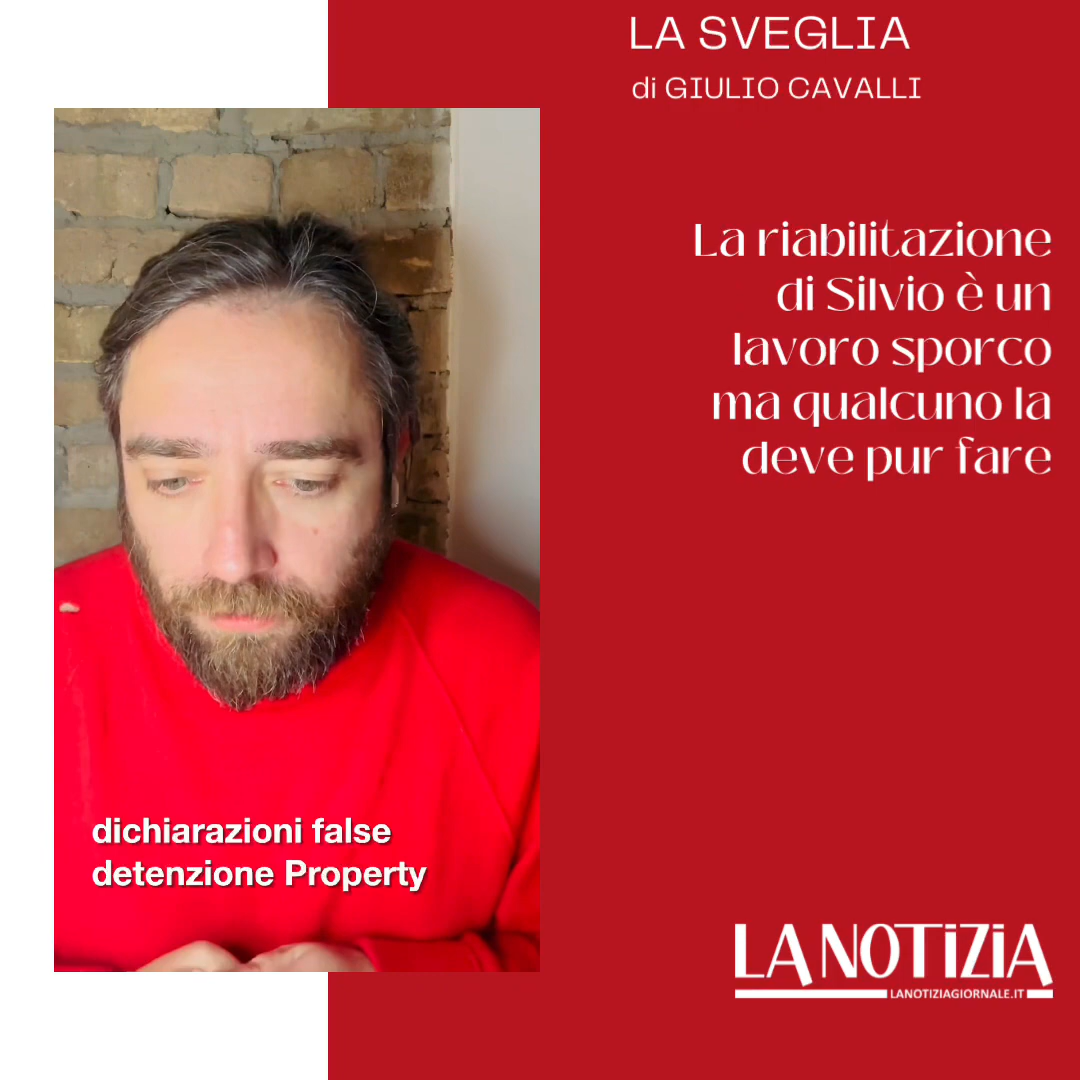 LA SVEGLIA
di GIULIO CAVALLI
La riabilitazione
di Silvio è un
lavoro sporco
ma qualcuno la
deve pur fare
dichiarazioni false
detenzione Property
LA NOTiZiA
LANOTIZIAGIORNALE.IT